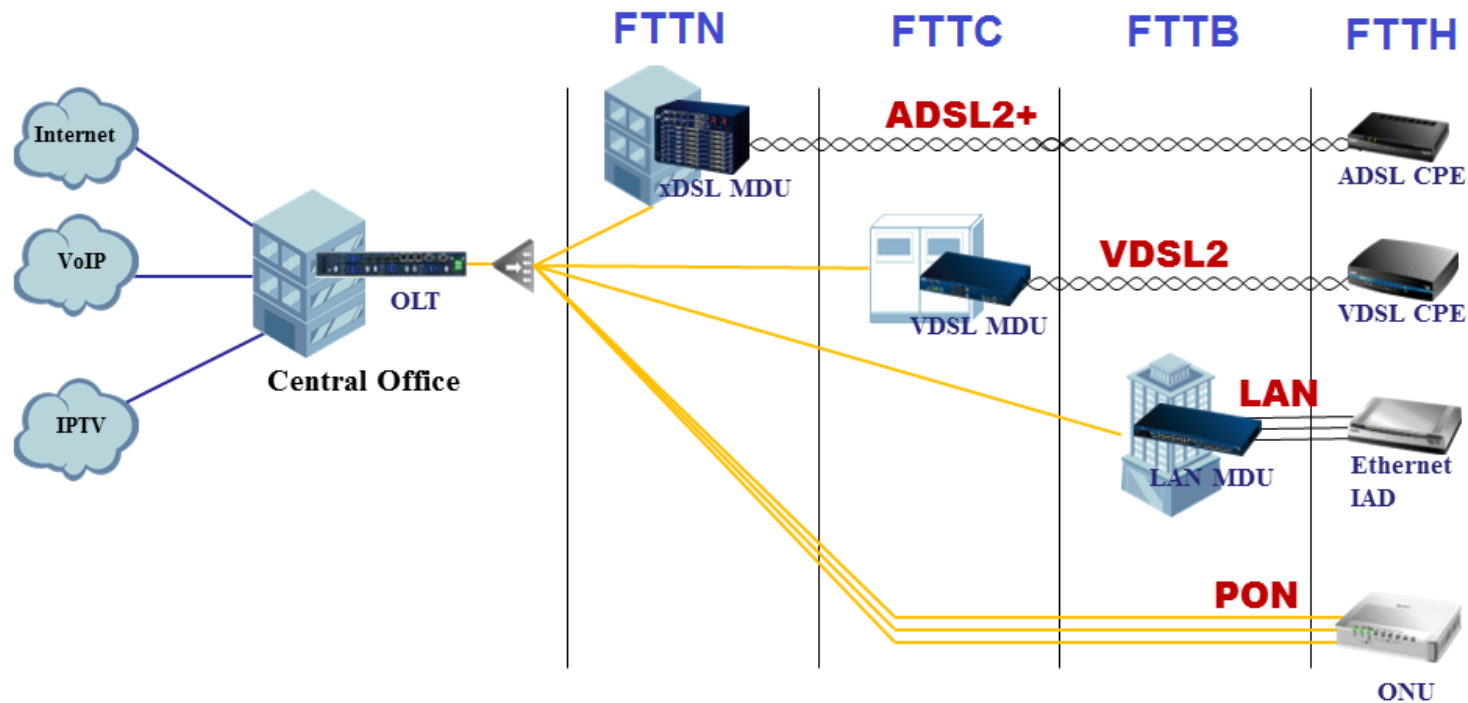 FTTN
FTTC
FTTB
FTTH
Internet
ADSL2+
xDSL MDU
ADSL CPE
VoIP
OLT
VDSL2
VDSL MDU
VDSL CPE
Central Office
IPTV
LAN
LAN MDU
Ethernet
IAD
PON
ONU